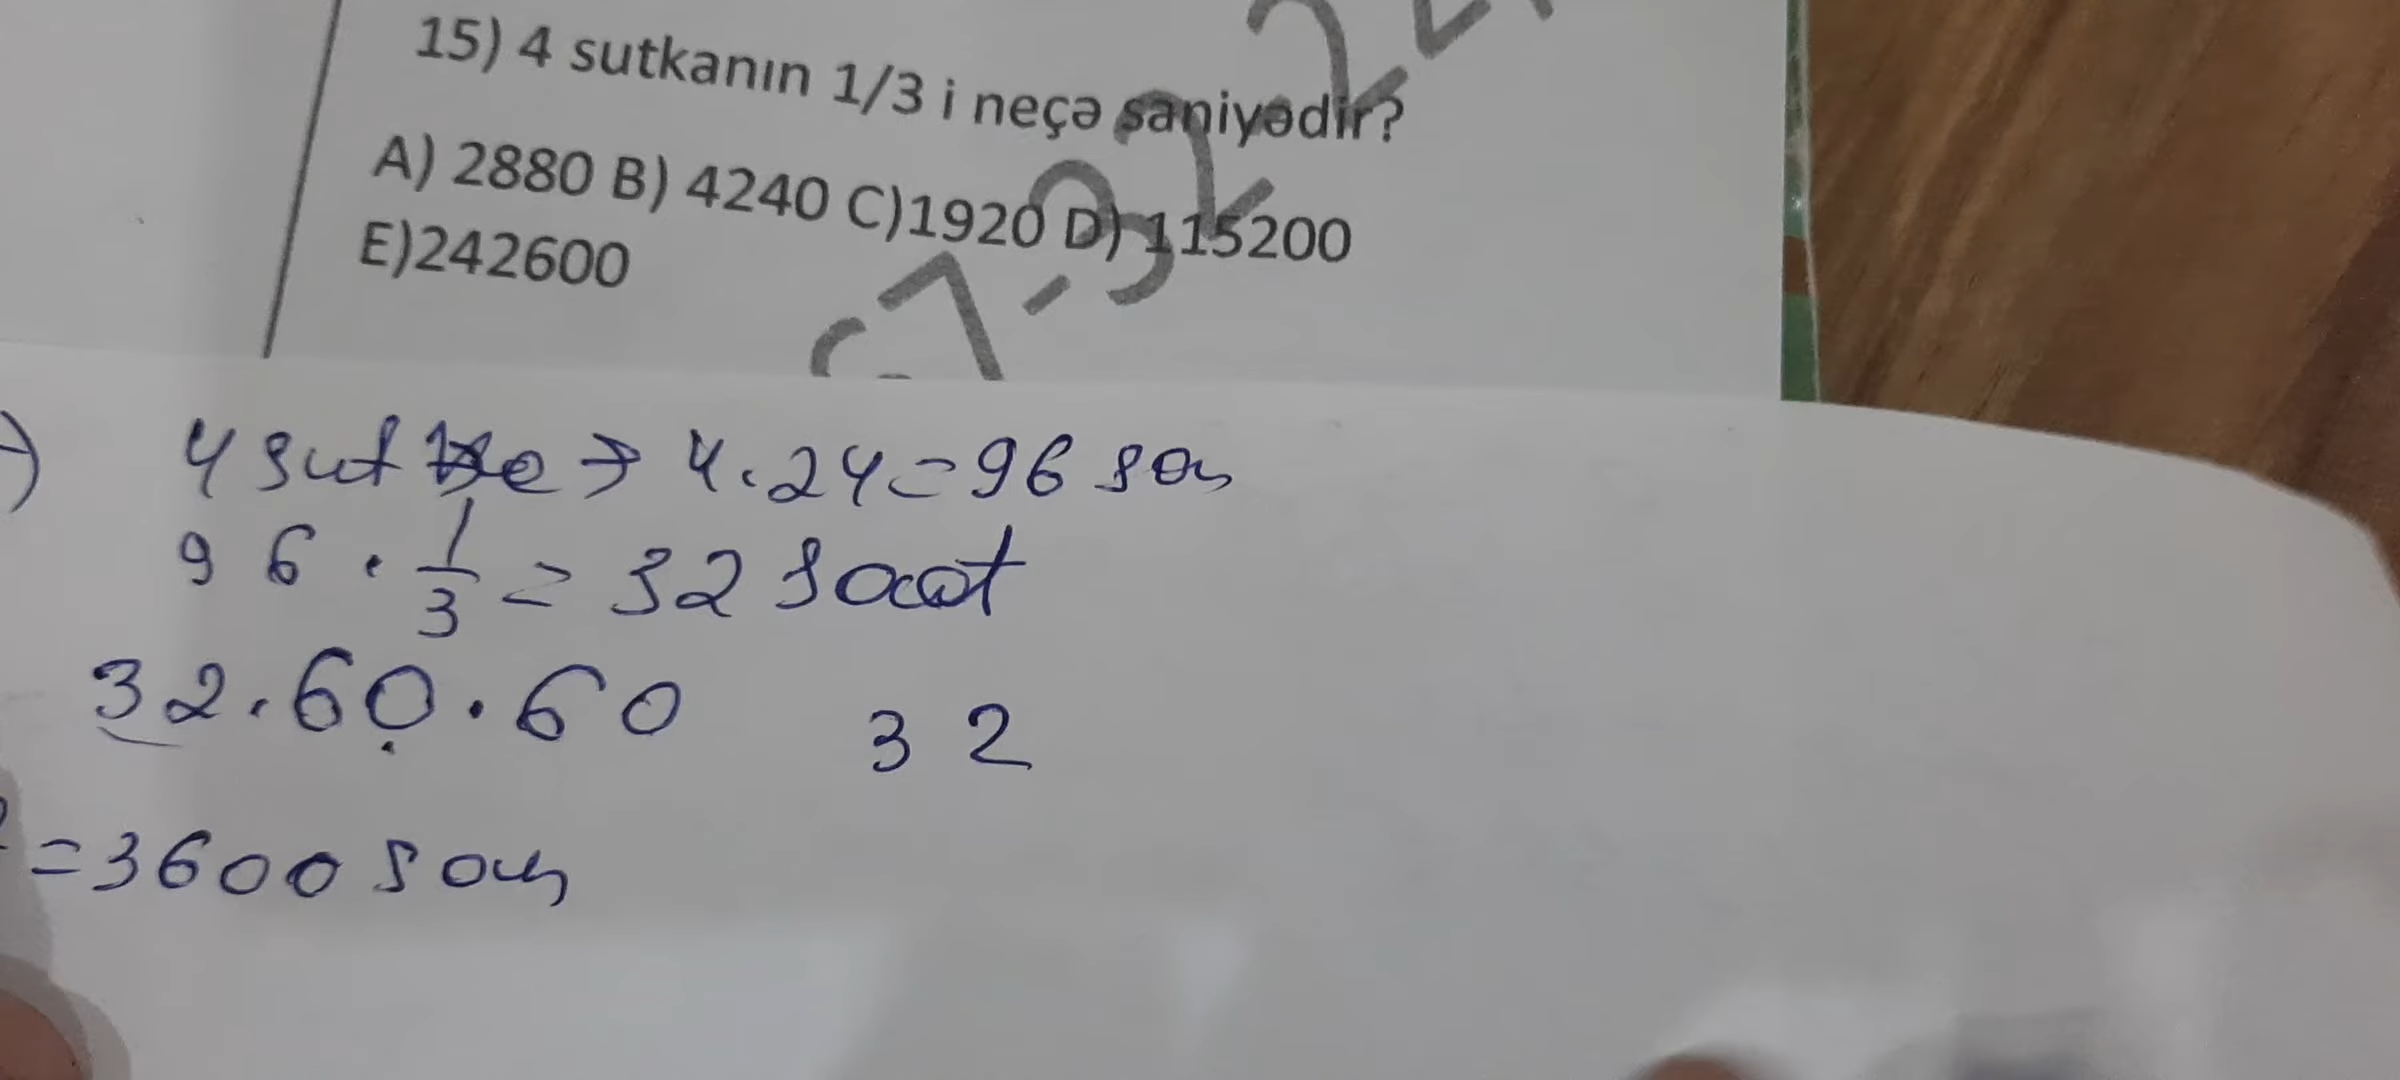 15) 4 sutkanın 1/3 i neçə saniyədir?
A) 2880 B) 4240 C)1920 D) 115200
E)242600
4 sut → 4.24=96 san
96 . 1/3 = 32 saat
32.60.60 32
=3600 san